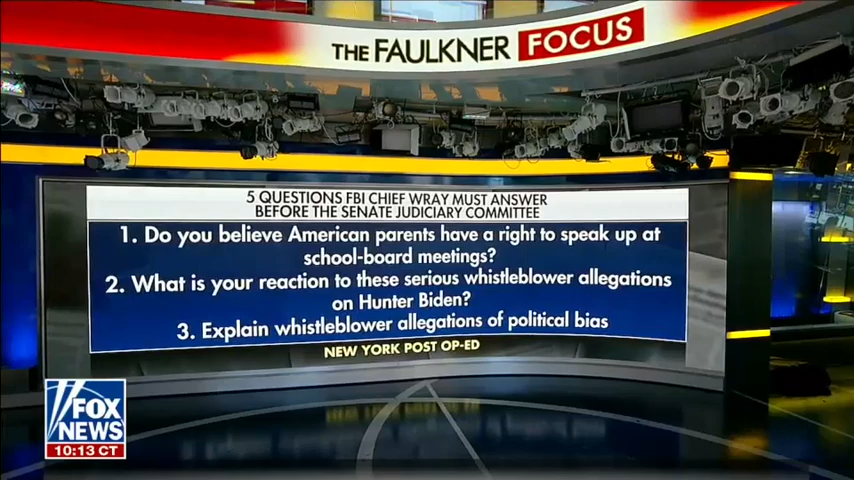 THE FAULKNER FOCUS
5 QUESTIONS FBI CHIEF WRAY MUST ANSWER
BEFORE THE SENATE JUDICIARY COMMITTEE
1. Do you believe American parents have a right to speak up at
school-board meetings?
2. What is your reaction to these serious whistleblower allegations
on Hunter Biden?
3. Explain whistleblower allegations of political bias
NEW YORK POST OP-ED
FOX
NEWS
10:13 CT